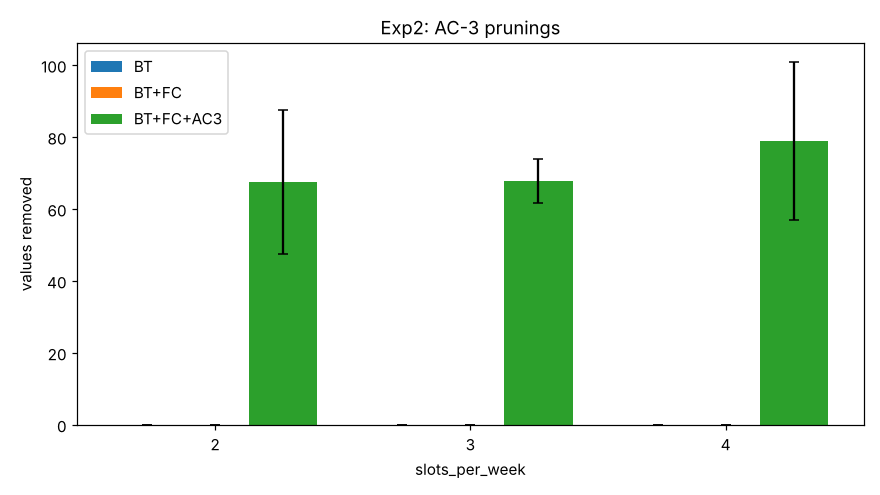 Exp2: AC-3 prunings
BT
BT+FC
BT+FC+AC3
values removed
100
80
60
40
20
0
2
3
4
slots_per_week